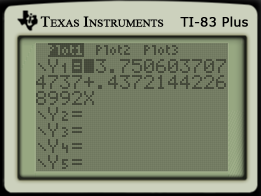 TEXAS INSTRUMENTS TI-83 Plus
Plot1 Plot2 Plot3
\Y1=3.750603707
4737+.4372144226
8992X
\Y2=
\Y3=
\Y4=
\Y5=